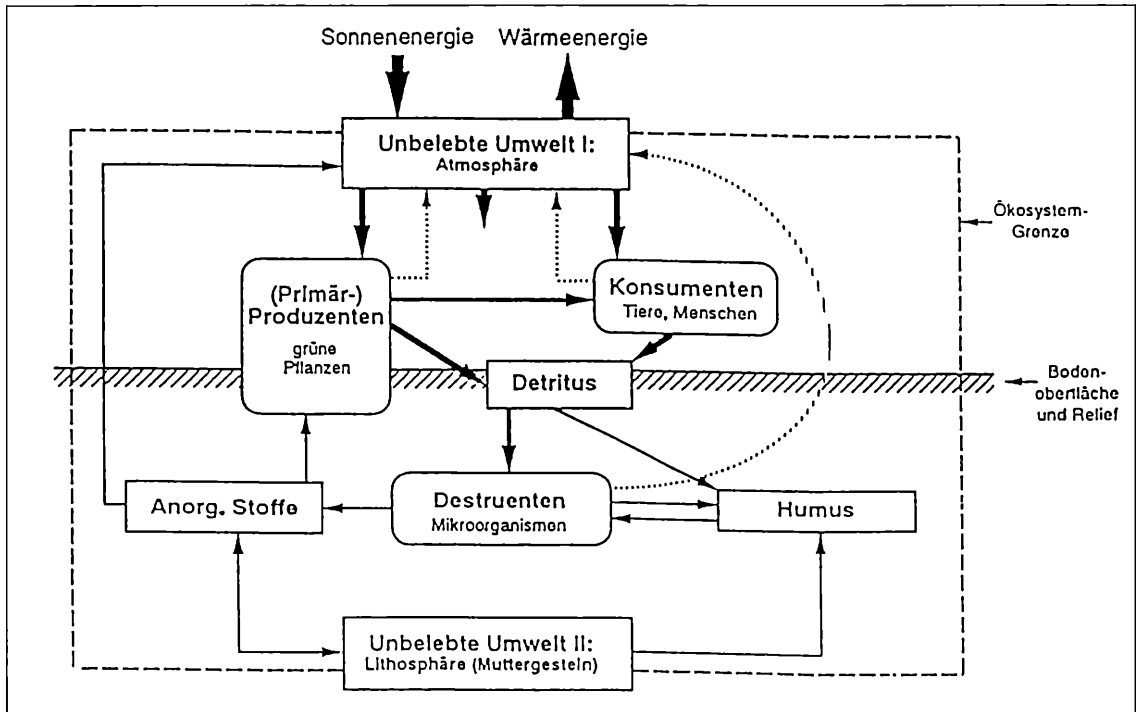 Sonnenenergie Wärmeenergie
Unbelebte Umwelt I:
Atmosphäre
Ökosystem-
Grenze
(Primär-)
Produzenten
grüne
Pflanzen
Konsumenten
Tiere, Menschen
Detritus
Boden-
oberfläche
und Relief
Anorg. Stoffe
Destruenten
Mikroorganismen
Humus
Unbelebte Umwelt II:
Lithosphäre (Muttergestein)